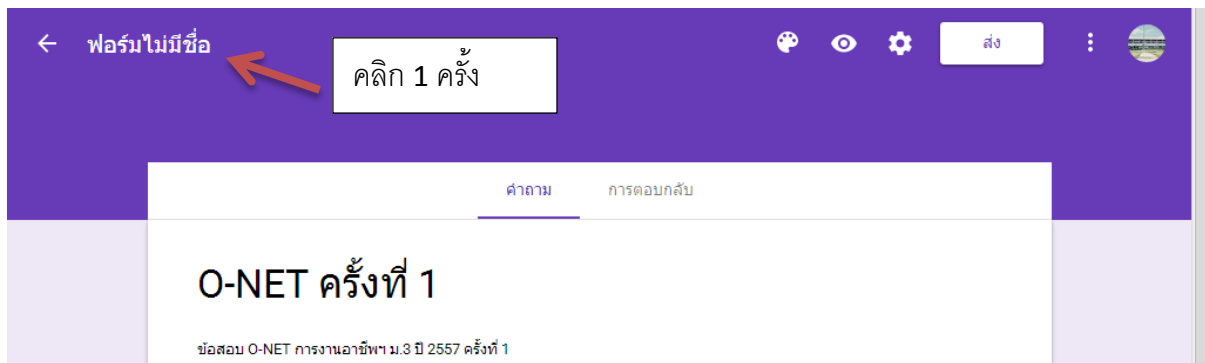 ฟอร์มไม่มีชื่อ
ส่ง
คลิก 1 ครั้ง
คำถาม การตอบกลับ
O-NET ครั้งที่ 1
ข้อสอบ O-NET การงานอาชีพฯ ม.3 ปี 2557 ครั้งที่ 1